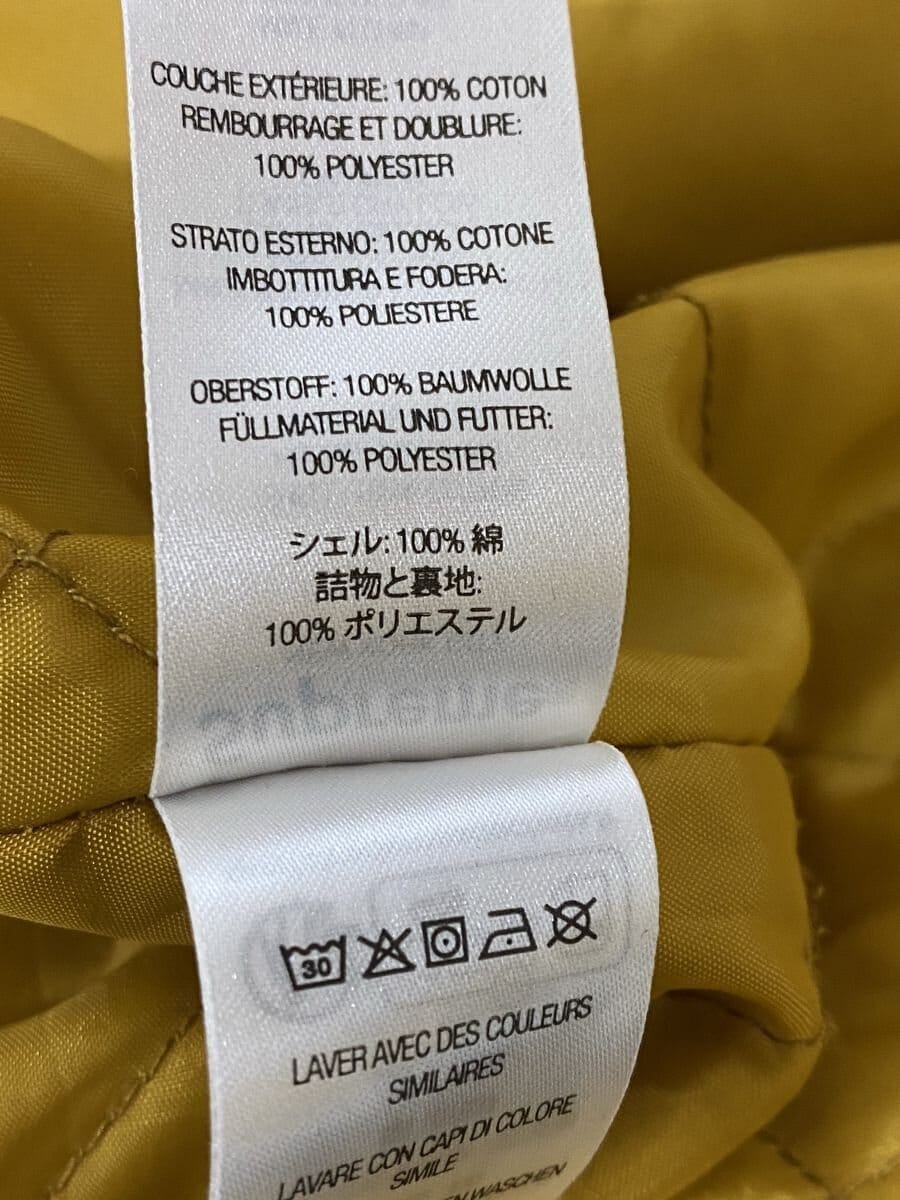 COUCHE EXTÉRIEURE: 100% COTON
REMBOURRAGE ET DOUBLURE:
100% POLYESTER
STRATO ESTERNO: 100% COTONE
IMBOTTITURA E FODERA:
100% POLIESTERE
OBERSTOFF: 100% BAUMWOLLE
FÜLLMATERIAL UND FUTTER:
100% POLYESTER
シェル: 100% 綿
詰物と裏地:
100% ポリエステル
30
LAVER AVEC DES COULEURS
SIMILAIRES
LAVARE CON CAPI DI COLORE
SIMILE
WASCHEN